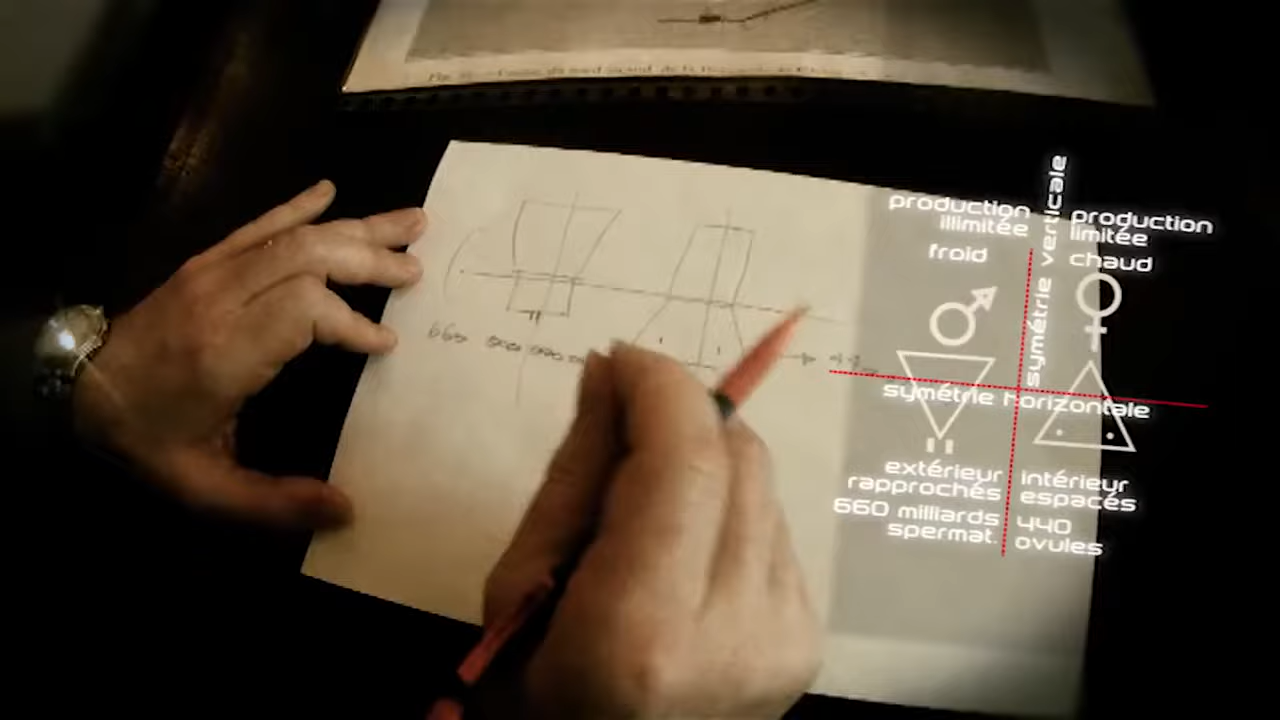 production
illimitée
froid
symétrie verticale
production
limitée
chaud
symétrie horizontale
extérieur
rapprochés
660 milliards
spermat.
intérieur
espacés
440
ovules
660